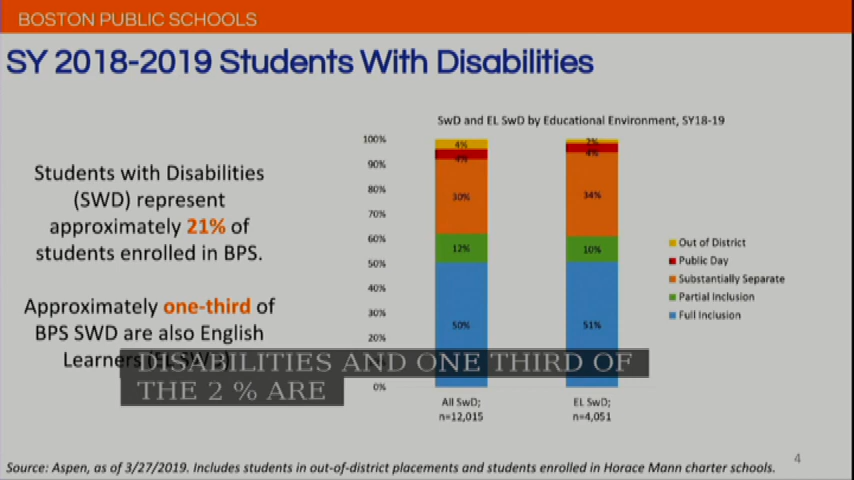 BOSTON PUBLIC SCHOOLS
SY 2018-2019 Students With Disabilities
Students with Disabilities
(SWD) represent
approximately 21% of
students enrolled in BPS.
Approximately one-third of
BPS SWD are also English
Learners
SwD and EL SwD by Educational Environment, SY18-19
100%
90%
80%
70%
60%
50%
40%
30%
20%
0%
4%
4%
30%
12%
50%
2%
4%
34%
10%
51%
All SwD;
n=12,015
EL SwD;
n=4,051
Out of District
Public Day
Substantially Separate
Partial Inclusion
Full Inclusion
DISABILITIES AND ONE THIRD OF
THE 2 % ARE
Source: Aspen, as of 3/27/2019. Includes students in out-of-district placements and students enrolled in Horace Mann charter schools.
4